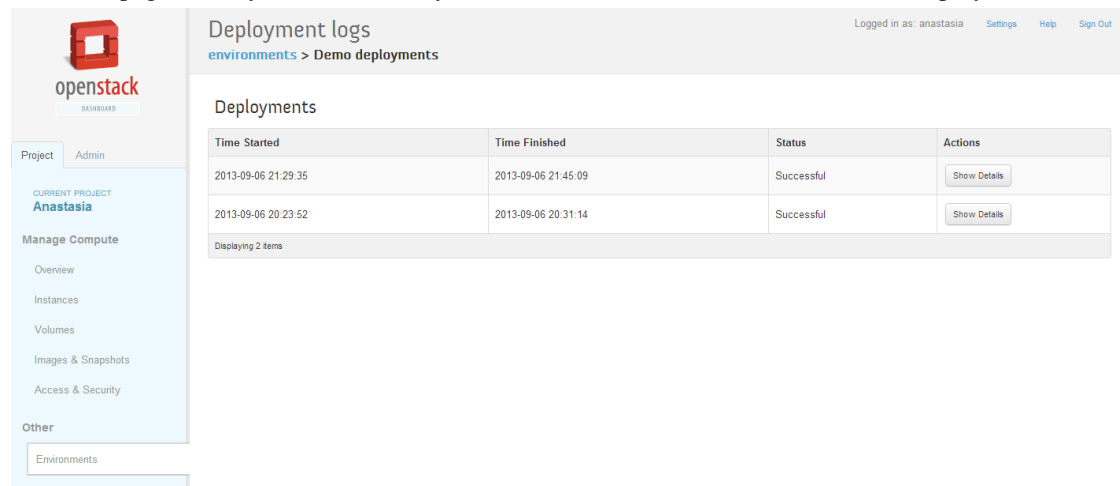 openstack
DASHBOARD
Project Admin
CURRENT PROJECT
Anastasia
Manage Compute
Overview
Instances
Volumes
Images & Snapshots
Access & Security
Other
Environments
Deployment logs
environments > Demo deployments
Logged in as: anastasia Settings Help Sign Out
Deployments
Time Started Time Finished Status Actions
2013-09-06 21:29:35 2013-09-06 21:45:09 Successful Show Details
2013-09-06 20:23:52 2013-09-06 20:31:14 Successful Show Details
Displaying 2 items